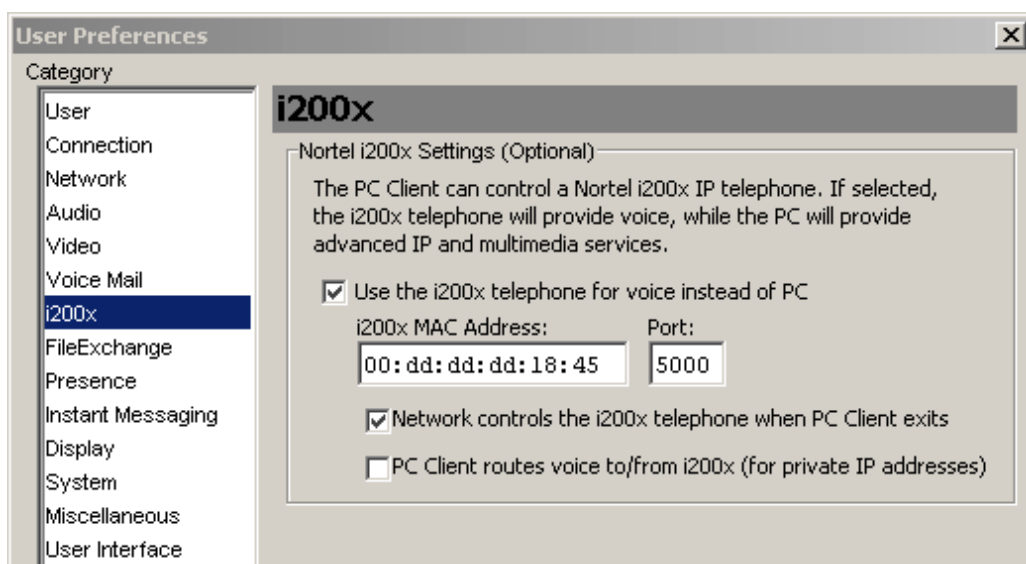 User Preferences
Category
User
Connection
Network
Audio
Video
Voice Mail
i200x
FileExchange
Presence
Instant Messaging
Display
System
Miscellaneous
User Interface
i200x
Nortel i200x Settings (Optional)
The PC Client can control a Nortel i200x IP telephone. If selected,
the i200x telephone will provide voice, while the PC will provide
advanced IP and multimedia services.
Use the i200x telephone for voice instead of PC
i200x MAC Address: Port:
00:dd:dd:dd:18:45 5000
Network controls the i200x telephone when PC Client exits
PC Client routes voice to/from i200x (for private IP addresses)